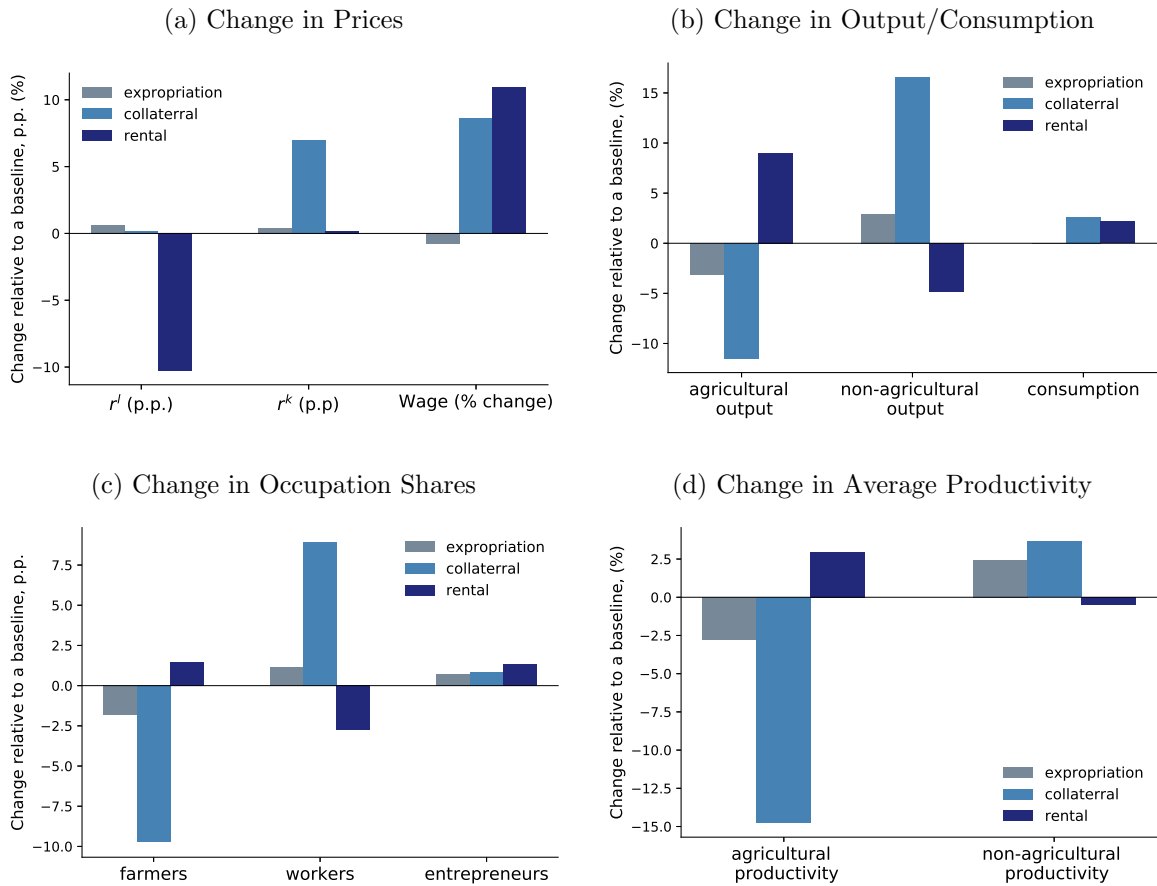 (a) Change in Prices
Change relative to a baseline, p.p. (%)
10
5
0
−5
−10
expropriation
collaterral
rental
r^l (p.p.)
r^k (p.p)
Wage (% change)
(b) Change in Output/Consumption
Change relative to a baseline, (%)
15
10
5
0
−5
−10
expropriation
collaterral
rental
agricultural
output
non-agricultural
output
consumption
(c) Change in Occupation Shares
Change relative to a baseline, p.p.
7.5
5.0
2.5
0.0
−2.5
−5.0
−7.5
−10.0
expropriation
collaterral
rental
farmers
workers
entrepreneurs
(d) Change in Average Productivity
Change relative to a baseline, (%)
2.5
0.0
−2.5
−5.0
−7.5
−10.0
−12.5
−15.0
expropriation
collaterral
rental
agricultural
productivity
non-agricultural
productivity